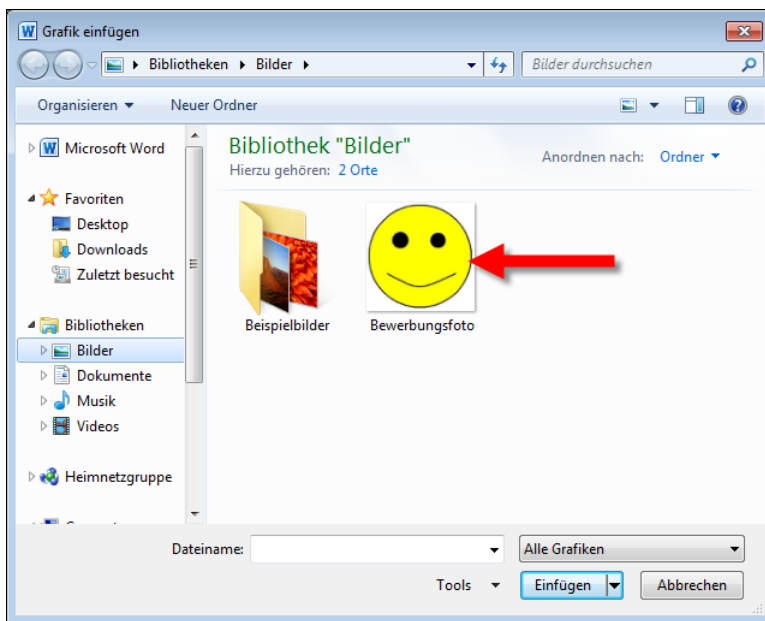 Grafik einfügen
Bibliotheken Bilder
Bilder durchsuchen
Organisieren Neuer Ordner
Microsoft Word
Favoriten
Desktop
Downloads
Zuletzt besucht
Bibliotheken
Bilder
Dokumente
Musik
Videos
Heimnetzgruppe
Bibliothek "Bilder"
Hierzu gehören: 2 Orte
Anordnen nach: Ordner
Beispielbilder
Bewerbungsfoto
Dateiname:
Alle Grafiken
Tools
Einfügen
Abbrechen